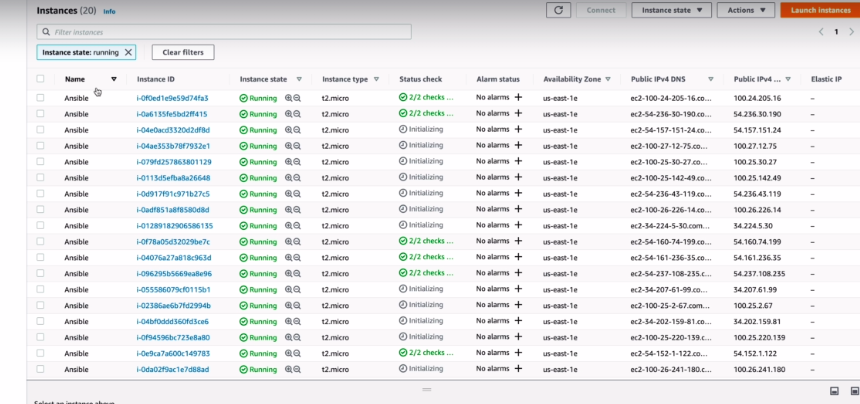 Instances (20) Info Connect Instance state ▼ Actions ▼ Launch instances
Filter instances 1
Instance state: running × Clear filters
Name Instance ID Instance state Instance type Status check Alarm status Availability Zone Public IPv4 DNS Public IPv4 ... Elastic IP
Ansible i-0f0ed1e9e59d74fa3 Running t2.micro 2/2 checks ... No alarms + us-east-1e ec2-100-24-205-16.co... 100.24.205.16 –
Ansible i-0a6135fe5bd2ff415 Running t2.micro 2/2 checks ... No alarms + us-east-1e ec2-54-236-30-190.co... 54.236.30.190 –
Ansible i-04e0acd3320d2df8d Running t2.micro Initializing No alarms + us-east-1e ec2-54-157-151-24.co... 54.157.151.24 –
Ansible i-04ae353b78f7932e1 Running t2.micro Initializing No alarms + us-east-1e ec2-100-27-12-75.com... 100.27.12.75 –
Ansible i-079fd257863801129 Running t2.micro Initializing No alarms + us-east-1e ec2-100-25-30-27.com... 100.25.30.27 –
Ansible i-0113d5efba8a26648 Running t2.micro Initializing No alarms + us-east-1e ec2-100-25-142-49.co... 100.25.142.49 –
Ansible i-0d917f91c971b27c5 Running t2.micro Initializing No alarms + us-east-1e ec2-54-236-43-119.co... 54.236.43.119 –
Ansible i-0adf851a8f8580d8d Running t2.micro Initializing No alarms + us-east-1e ec2-100-26-226-14.co... 100.26.226.14 –
Ansible i-01289182906586135 Running t2.micro Initializing No alarms + us-east-1e ec2-34-224-5-30.com... 34.224.5.30 –
Ansible i-0f78a05d32029be7c Running t2.micro 2/2 checks ... No alarms + us-east-1e ec2-54-160-74-199.co... 54.160.74.199 –
Ansible i-04076a27a818c963d Running t2.micro 2/2 checks ... No alarms + us-east-1e ec2-54-161-236-35.co... 54.161.236.35 –
Ansible i-096295b5669ea8e96 Running t2.micro 2/2 checks ... No alarms + us-east-1e ec2-54-237-108-235.c... 54.237.108.235 –
Ansible i-055586079cf0115b1 Running t2.micro Initializing No alarms + us-east-1e ec2-34-207-61-99.co... 34.207.61.99 –
Ansible i-02386ae6b7fd2994b Running t2.micro Initializing No alarms + us-east-1e ec2-100-25-2-67.com... 100.25.2.67 –
Ansible i-04bf0ddd360fd3ce6 Running t2.micro Initializing No alarms + us-east-1e ec2-34-202-159-81.co... 34.202.159.81 –
Ansible i-0f94596bc723e8a80 Running t2.micro Initializing No alarms + us-east-1e ec2-100-25-220-139.c... 100.25.220.139 –
Ansible i-0e9ca7a600c149783 Running t2.micro 2/2 checks ... No alarms + us-east-1e ec2-54-152-1-122.co... 54.152.1.122 –
Ansible i-0da02f9ac1e7d88ad Running t2.micro Initializing No alarms + us-east-1e ec2-100-26-241-180.c... 100.26.241.180 –
Select an instance above